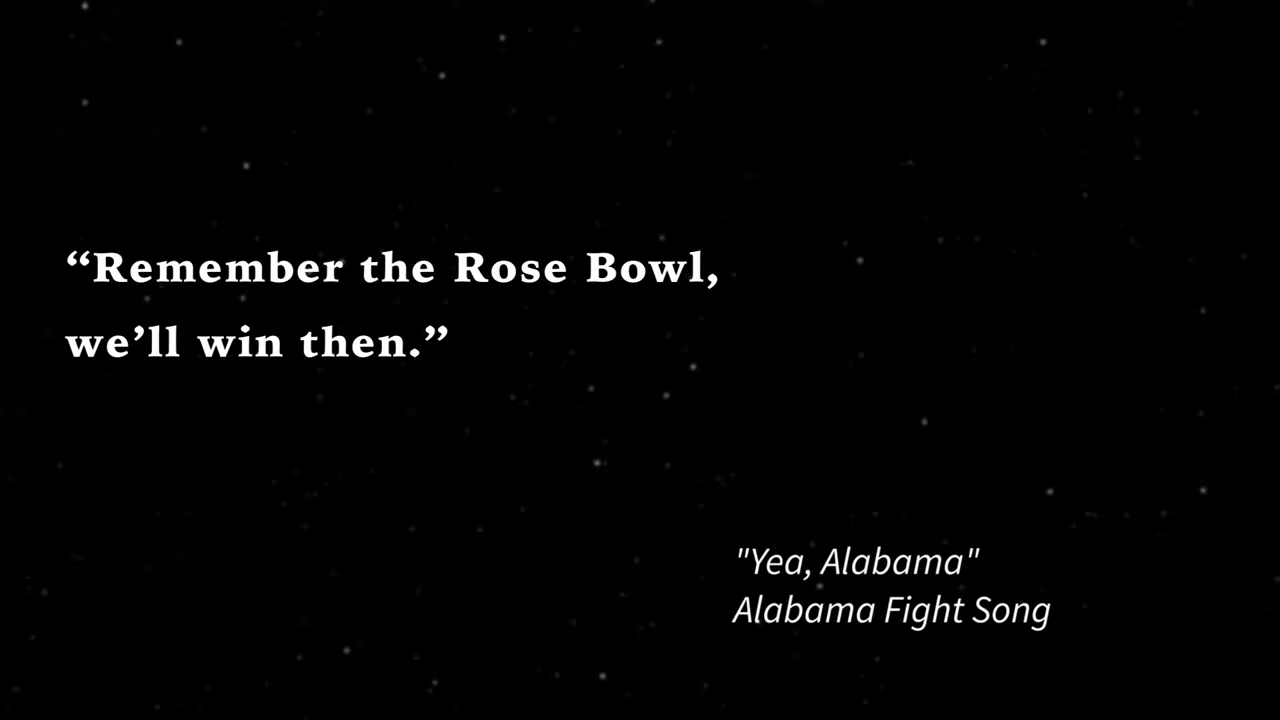 “Remember the Rose Bowl,
we’ll win then.”
"Yea, Alabama"
Alabama Fight Song